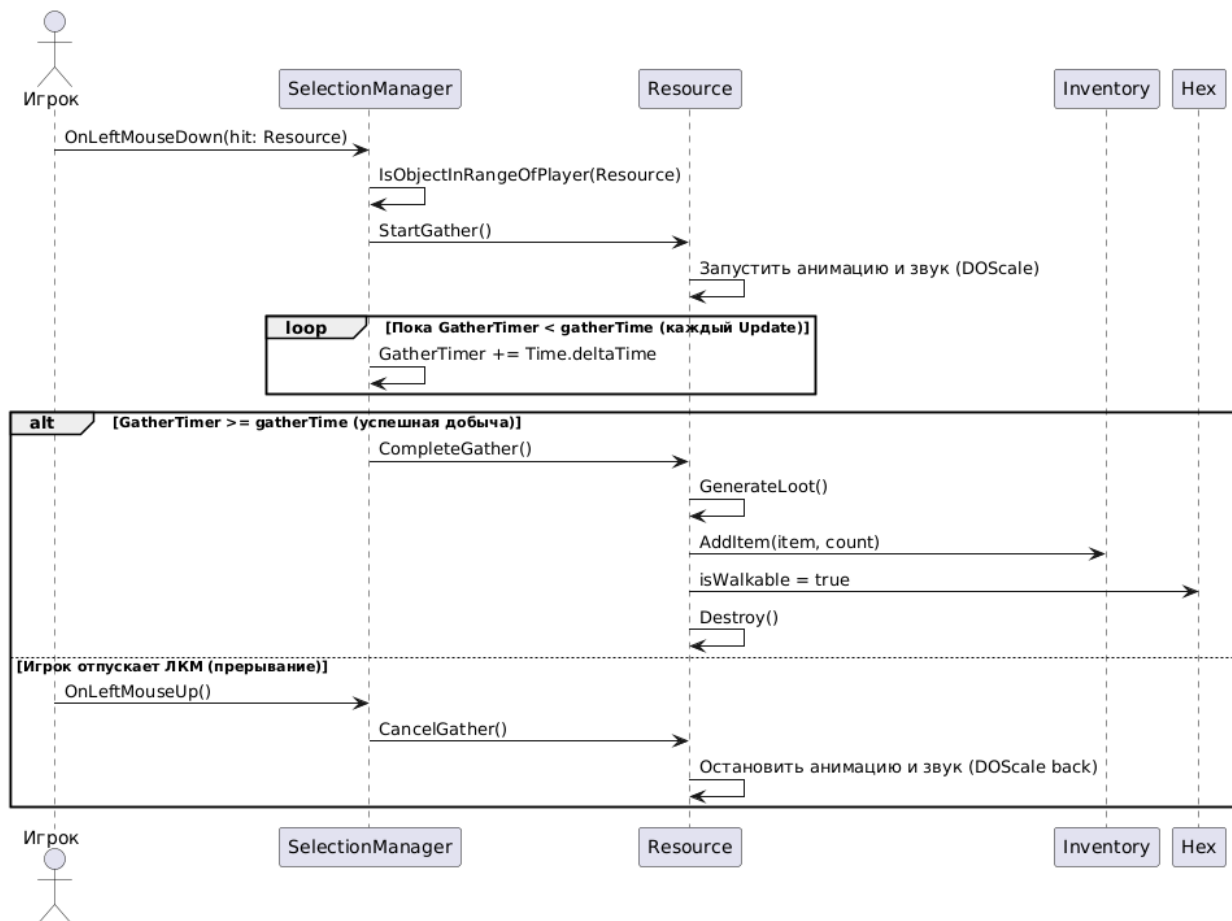 Игрок
SelectionManager
Resource
Inventory
Hex
OnLeftMouseDown(hit: Resource)
IsObjectInRangeOfPlayer(Resource)
StartGather()
Запустить анимацию и звук (DOScale)
loop
[Пока GatherTimer < gatherTime (каждый Update)]
GatherTimer += Time.deltaTime
alt
[GatherTimer >= gatherTime (успешная добыча)]
CompleteGather()
GenerateLoot()
AddItem(item, count)
isWalkable = true
Destroy()
[Игрок отпускает ЛКМ (прерывание)]
OnLeftMouseUp()
CancelGather()
Остановить анимацию и звук (DOScale back)
Игрок
SelectionManager
Resource
Inventory
Hex